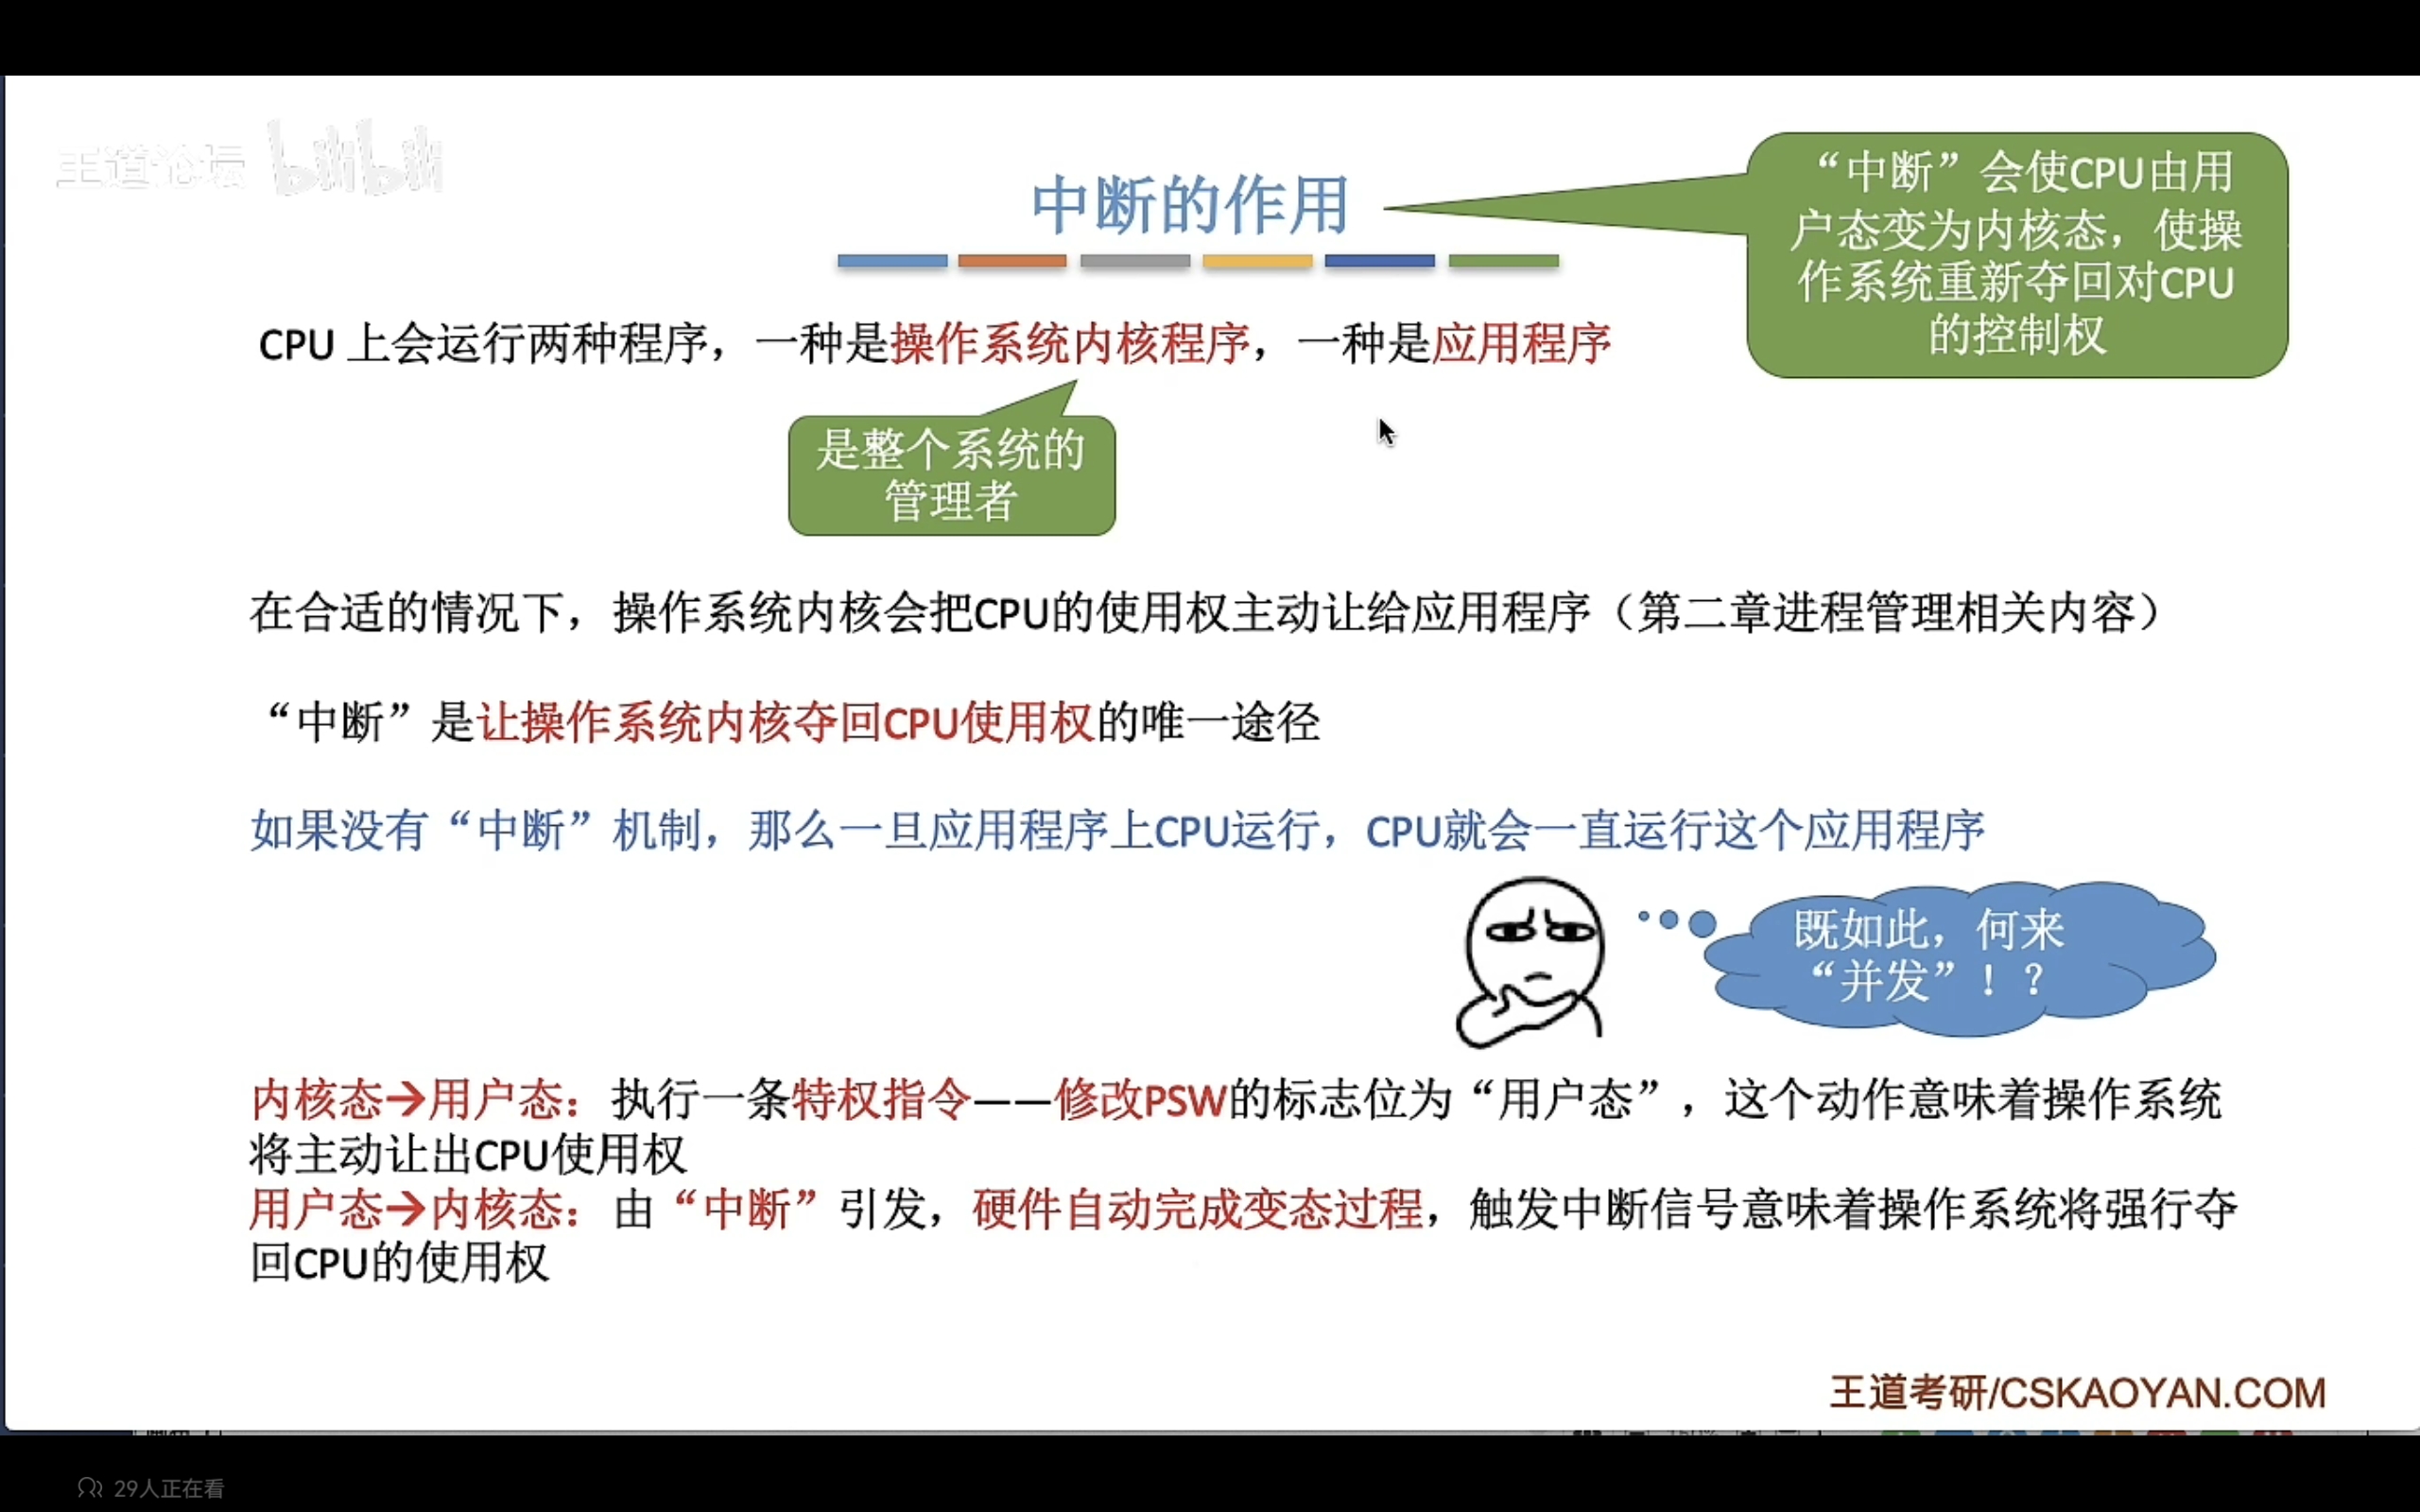 王道论坛 bilibili
中断的作用
“中断”会使CPU由用
户态变为内核态，使操
作系统重新夺回对CPU
的控制权
CPU 上会运行两种程序，一种是操作系统内核程序，一种是应用程序
是整个系统的
管理者
在合适的情况下，操作系统内核会把CPU的使用权主动让给应用程序（第二章进程管理相关内容）
“中断”是让操作系统内核夺回CPU使用权的唯一途径
如果没有“中断”机制，那么一旦应用程序上CPU运行，CPU就会一直运行这个应用程序
既如此，何来
“并发”！？
内核态→用户态：执行一条特权指令——修改PSW的标志位为“用户态”，这个动作意味着操作系统
将主动让出CPU使用权
用户态→内核态：由“中断”引发，硬件自动完成变态过程，触发中断信号意味着操作系统将强行夺
回CPU的使用权
王道考研/CSKAOYAN.COM
29人正在看